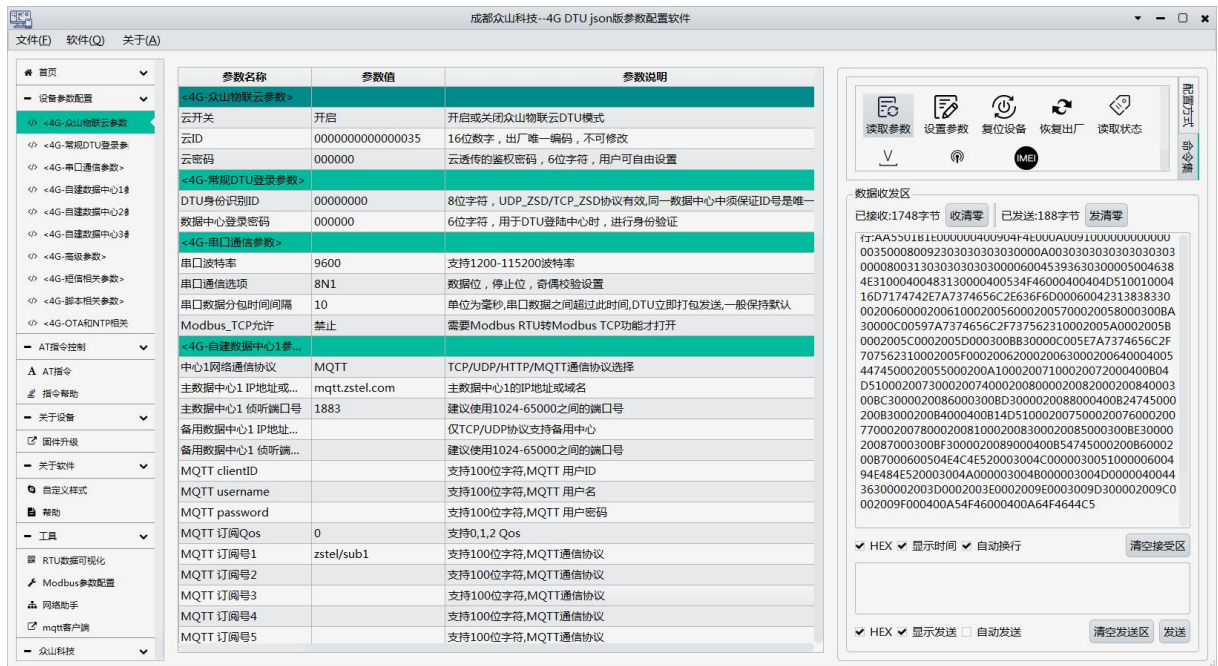 成都众山科技--4G DTU json版参数配置软件
文件(F) 软件(Q) 关于(A)
首页
设备参数配置
<4G-众山物联云参数
<4G-常规DTU登录参
<4G-串口通信参数>
<4G-自建数据中心1参
<4G-自建数据中心2参
<4G-自建数据中心3参
<4G-高级参数>
<4G-短信相关参数>
<4G-脚本相关参数>
<4G-OTA和NTP相关
AT指令控制
A AT指令
指令帮助
关于设备
固件升级
关于软件
自定义样式
帮助
工具
RTU数据可视化
Modbus参数配置
网络助手
mqtt客户端
众山科技
参数名称 参数值 参数说明
<4G-众山物联云参数>
云开关 开启 开启或关闭众山物联云DTU模式
云ID 0000000000000035 16位数字，出厂唯一编码，不可修改
云密码 000000 云透传的鉴权密码，6位字符，用户可自由设置
<4G-常规DTU登录参数>
DTU身份识别ID 00000000 8位字符，UDP_ZSD/TCP_ZSD协议有效,同一数据中心中须保证ID号是唯一
数据中心登录密码 000000 6位字符，用于DTU登陆中心时，进行身份验证
<4G-串口通信参数>
串口波特率 9600 支持1200-115200波特率
串口通信选项 8N1 数据位，停止位，奇偶校验设置
串口数据分包时间间隔 10 单位为毫秒,串口数据之间超过此时间,DTU立即打包发送,一般保持默认
Modbus_TCP允许 禁止 需要Modbus RTU转Modbus TCP功能才打开
<4G-自建数据中心1参...
中心1网络通信协议 MQTT TCP/UDP/HTTP/MQTT通信协议选择
主数据中心1 IP地址或... mqtt.zstel.com 主数据中心1的IP地址或域名
主数据中心1 侦听端口号 1883 建议使用1024-65000之间的端口号
备用数据中心1 IP地址... 仅TCP/UDP协议支持备用中心
备用数据中心1 侦听端... 建议使用1024-65000之间的端口号
MQTT clientID 支持100位字符,MQTT 用户ID
MQTT username 支持100位字符,MQTT 用户名
MQTT password 支持100位字符,MQTT 用户密码
MQTT 订阅Qos 0 支持0,1,2 Qos
MQTT 订阅号1 zstel/sub1 支持100位字符,MQTT通信协议
MQTT 订阅号2 支持100位字符,MQTT通信协议
MQTT 订阅号3 支持100位字符,MQTT通信协议
MQTT 订阅号4 支持100位字符,MQTT通信协议
MQTT 订阅号5 支持100位字符,MQTT通信协议
读取参数 设置参数 复位设备 恢复出厂 读取状态
IMEI
配置方式
命令集
数据收发区
已接收:1748字节 收清零 已发送:188字节 发清零
行:AA5501B1E000000400904F4E000A0091000000000000
003500080092303030303030300000A0030303030303030303
00000800313030303030300000600453936303000050046 38
4E310004004831300004005 34F46000400404D510010004
16D7174742E7A7374656C2E636F6D00060042313838330
00200600002006100020056000200570002005800 0300BA
30000C00597A7374656C2F737562310002005A0002005B
0002005C0002005D000300BB30000C005E7A7374656C2F
7075623100 02005F00020062000200630002006400 04005
44745000200550000200A1000200710002007200 0400B04
D5100020073000200740002008000020082000200840003
00BC300002008600 0300BD30000200880004 00B24745000
200B3000200B4000400B14D510002007500020076000200
7700020078000200810002008300020085000300BE30000
200870003 00BF30000200890004 00B54745000200B60002
00B7000600504E4C4E520003004C00000300510000060 04
94E484E520003004A000003004B000003004D0000040044
36300002003D0002003E0002009E0003009D300002009C0
002009F000400A54F46000400A64F4644C5
HEX 显示时间 自动换行 清空接受区
HEX 显示发送 自动发送 清空发送区 发送